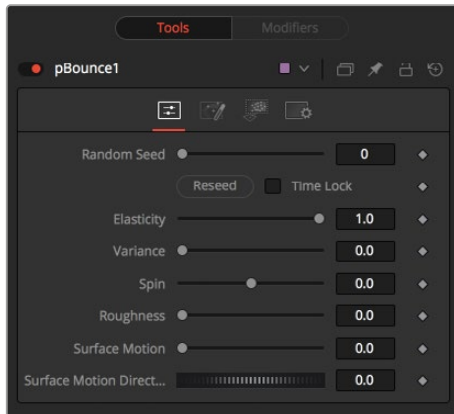 Tools Modifiers
pBounce1
Random Seed 0
Reseed Time Lock
Elasticity 1.0
Variance 0.0
Spin 0.0
Roughness 0.0
Surface Motion 0.0
Surface Motion Direct... 0.0